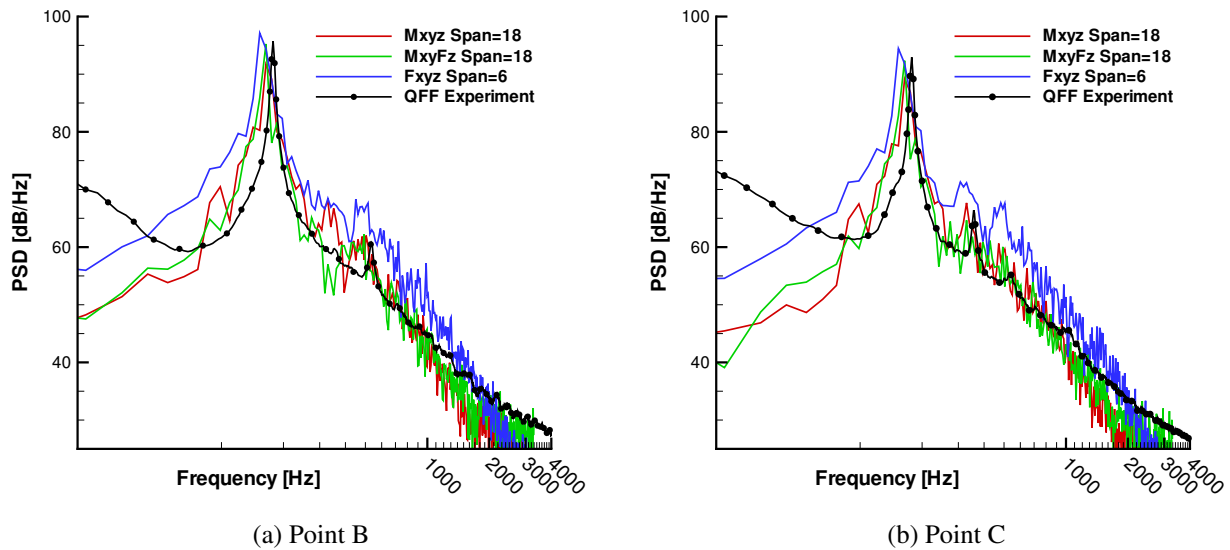 100
80
60
40
PSD [dB/Hz]
Mxyz Span=18
MxyFz Span=18
Fxyz Span=6
QFF Experiment
Frequency [Hz]
1000
2000
3000
4000
(a) Point B
100
80
60
40
PSD [dB/Hz]
Mxyz Span=18
MxyFz Span=18
Fxyz Span=6
QFF Experiment
Frequency [Hz]
1000
2000
3000
4000
(b) Point C